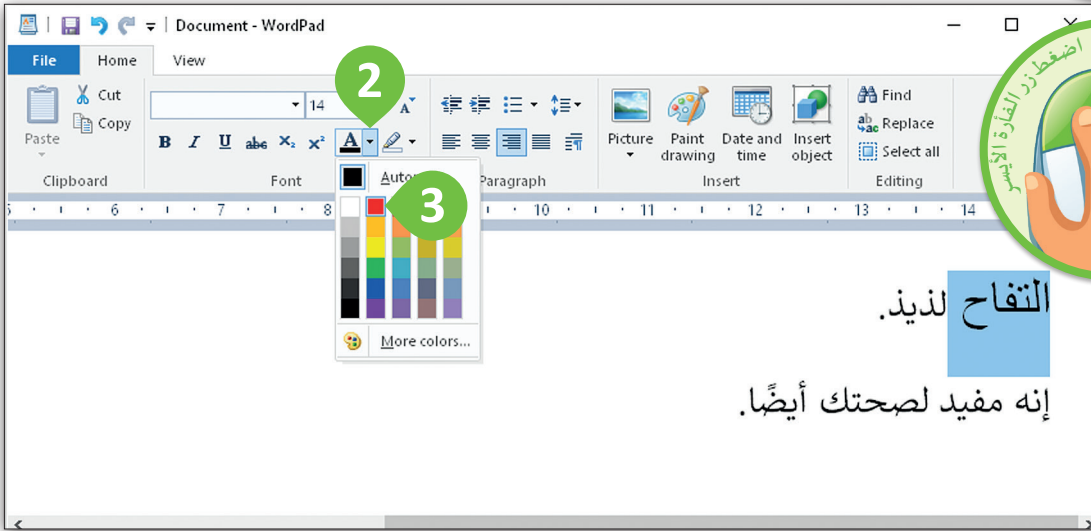 Document - WordPad
File Home View
2
Paste
Cut
Copy
Clipboard
14 A
B I U abc X₂ X² A
Font
Paragraph
Picture
Paint drawing
Date and time
Insert object
Insert
Find
Replace
Select all
Editing
3
More colors...
6 7 8 10 11 12 13 14
اضغط زر الفأرة الأيسر
التفاح لذيذ.
إنه مفيد لصحتك أيضًا.